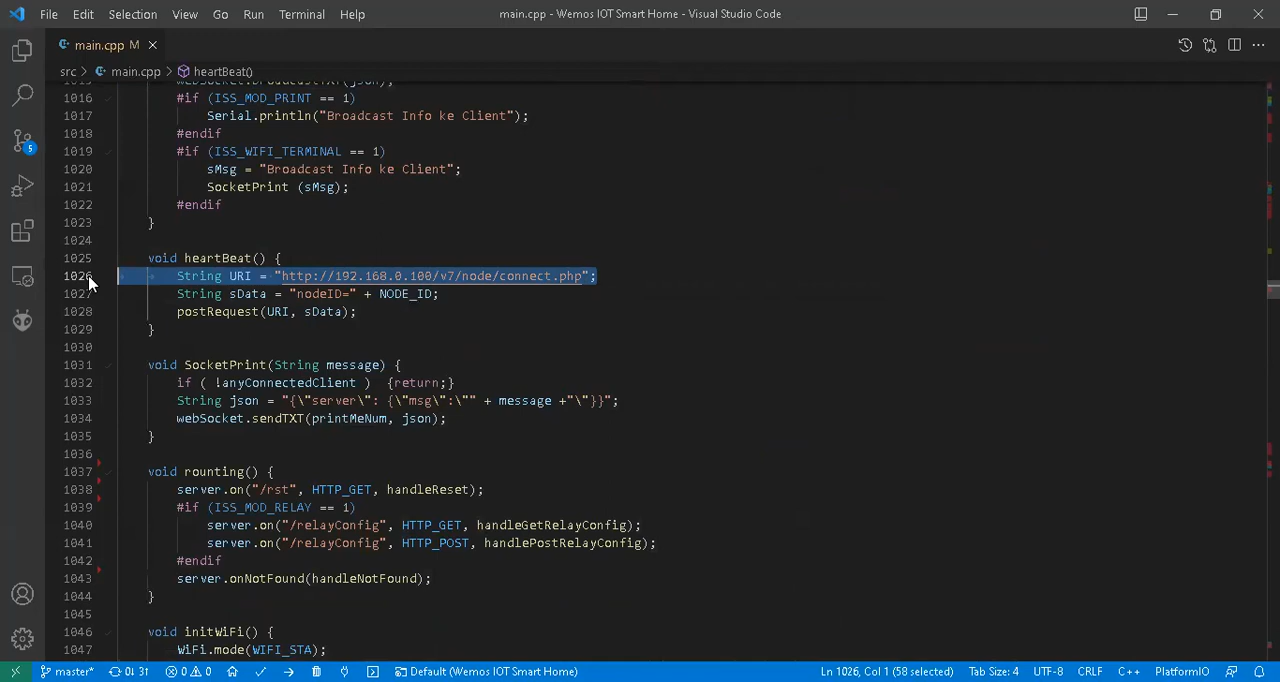 File Edit Selection View Go Run Terminal Help main.cpp - Wemos IOT Smart Home - Visual Studio Code
main.cpp M
src > main.cpp > heartBeat()
webSocket.broadcastTXT(json);
1016 #if (ISS_MOD_PRINT == 1)
1017 Serial.println("Broadcast Info ke Client");
1018 #endif
1019 #if (ISS_WIFI_TERMINAL == 1)
1020 sMsg = "Broadcast Info ke Client";
1021 SocketPrint (sMsg);
1022 #endif
1023 }
1024
1025 void heartBeat() {
1026 String URI = "http://192.168.0.100/v7/node/connect.php";
1027 String sData = "nodeID=" + NODE_ID;
1028 postRequest(URI, sData);
1029 }
1030
1031 void SocketPrint(String message) {
1032 if ( !anyConnectedClient ) {return;}
1033 String json = "{\"server\": {\"msg\":\"" + message +"\"}}";
1034 webSocket.sendTXT(printMeNum, json);
1035 }
1036
1037 void rounting() {
1038 server.on("/rst", HTTP_GET, handleReset);
1039 #if (ISS_MOD_RELAY == 1)
1040 server.on("/relayConfig", HTTP_GET, handleGetRelayConfig);
1041 server.on("/relayConfig", HTTP_POST, handlePostRelayConfig);
1042 #endif
1043 server.onNotFound(handleNotFound);
1044 }
1045
1046 void initWiFi() {
1047 WiFi.mode(WIFI_STA);
5
master* 0↓ 3↑ 0 0 Default (Wemos IOT Smart Home) Ln 1026, Col 1 (58 selected) Tab Size: 4 UTF-8 CRLF C++ PlatformIO